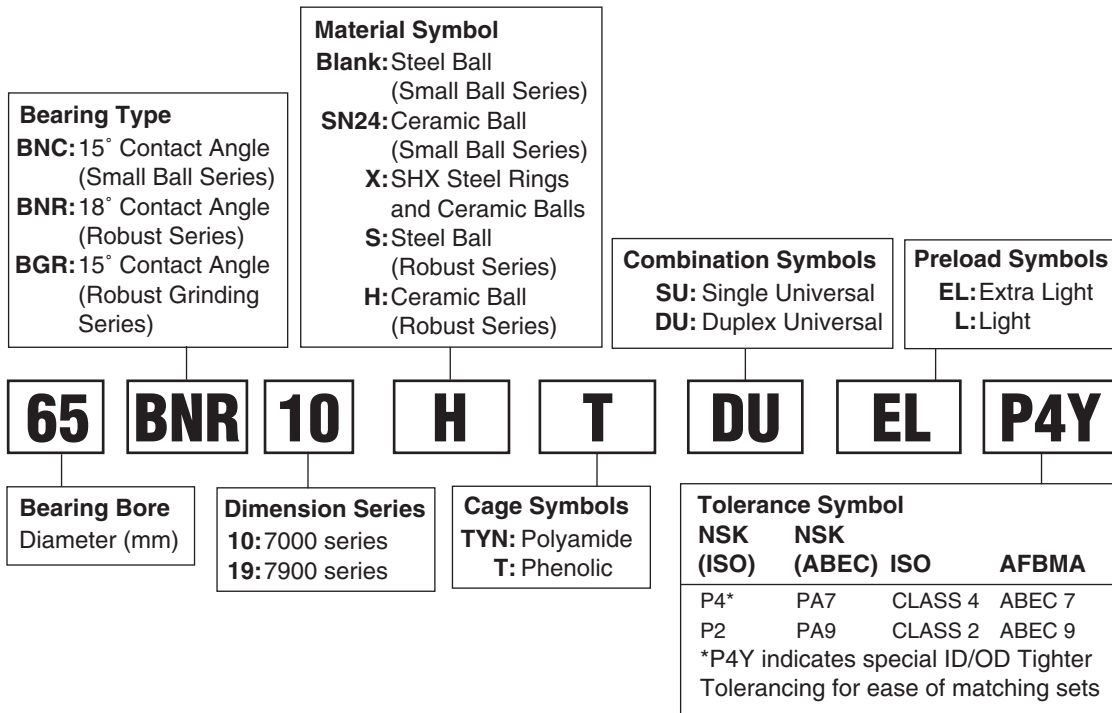 Material Symbol
Blank: Steel Ball
(Small Ball Series)
SN24: Ceramic Ball
(Small Ball Series)
X: SHX Steel Rings
and Ceramic Balls
S: Steel Ball
(Robust Series)
H: Ceramic Ball
(Robust Series)
Bearing Type
BNC: 15° Contact Angle
(Small Ball Series)
BNR: 18° Contact Angle
(Robust Series)
BGR: 15° Contact Angle
(Robust Grinding
Series)
Combination Symbols
SU: Single Universal
DU: Duplex Universal
Preload Symbols
EL: Extra Light
L: Light
65 BNR 10 H T DU EL P4Y
Bearing Bore
Diameter (mm)
Dimension Series
10: 7000 series
19: 7900 series
Cage Symbols
TYN: Polyamide
T: Phenolic
Tolerance Symbol
NSK NSK
(ISO) (ABEC) ISO AFBMA
P4* PA7 CLASS 4 ABEC 7
P2 PA9 CLASS 2 ABEC 9
*P4Y indicates special ID/OD Tighter
Tolerancing for ease of matching sets